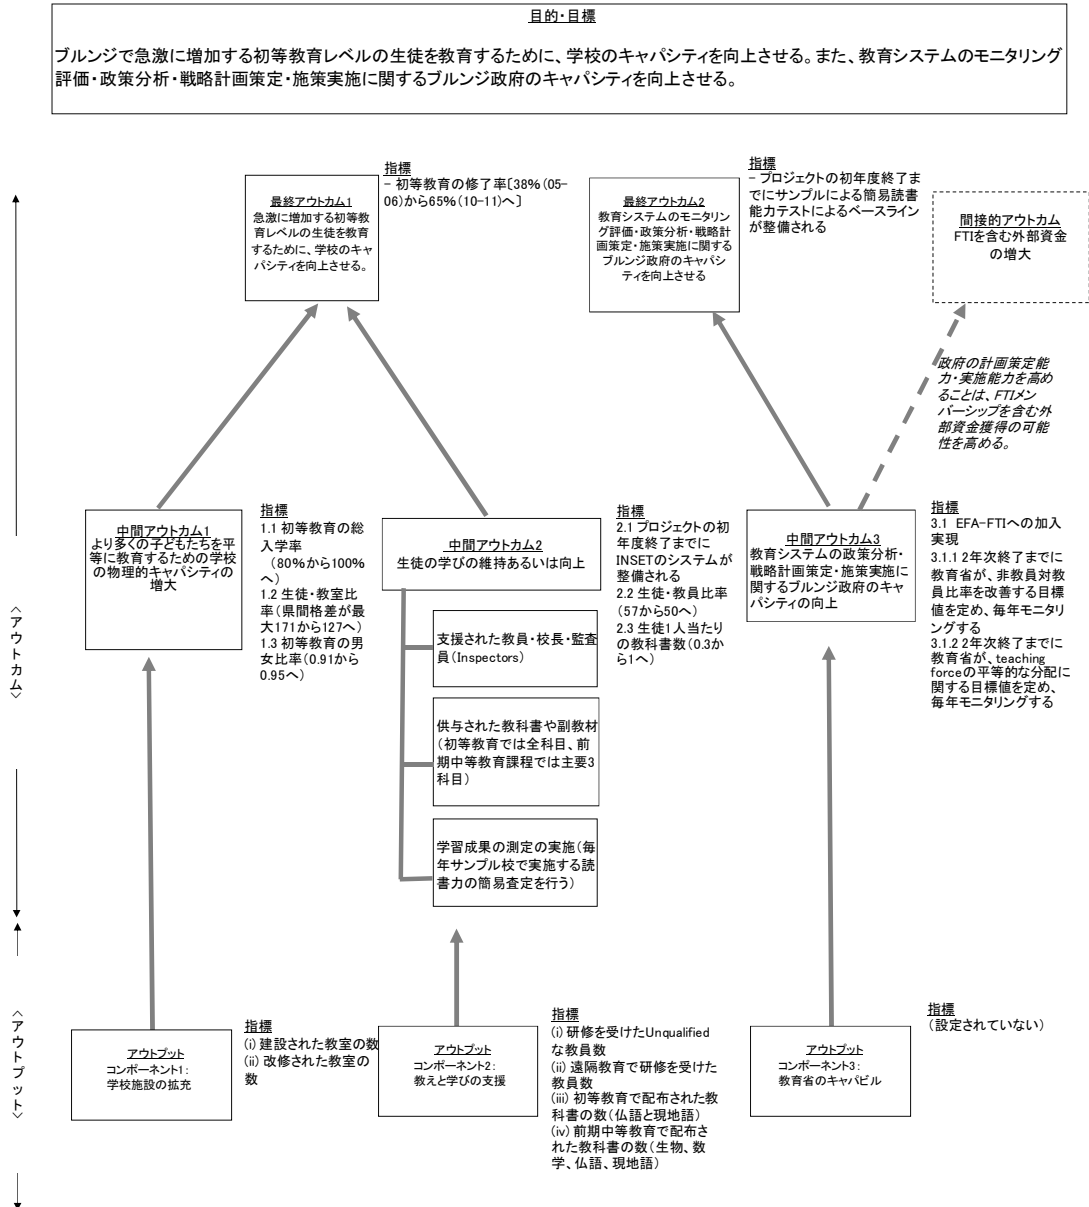 目的・目標
ブルンジで急激に増加する初等教育レベルの生徒を教育するために、学校のキャパシティを向上させる。また、教育システムのモニタリング
評価・政策分析・戦略計画策定・施策実施に関するブルンジ政府のキャパシティを向上させる。
最終アウトカム1
急激に増加する初等教
育レベルの生徒を教育
するために、学校のキャ
パシティを向上させる。
指標
- 初等教育の修了率〔38%(05-
06)から65%(10-11)へ〕
最終アウトカム2
教育システムのモニタリン
グ評価・政策分析・戦略計
画策定・施策実施に関する
ブルンジ政府のキャパシ
ティを向上させる
指標
- プロジェクトの初年度終了ま
でにサンプルによる簡易読書
能力テストによるベースライン
が整備される
間接的アウトカム
FTIを含む外部資金
の増大
政府の計画策定能
力・実施能力を高め
ることは、FTIメン
バーシップを含む外
部資金獲得の可能
性を高める。
<アウトカム>
中間アウトカム1
より多くの子どもたちを平
等に教育するための学校
の物理的キャパシティの
増大
指標
1.1 初等教育の総
入学率
(80%から100%
へ)
1.2 生徒・教室比
率(県間格差が最
大171から127へ)
1.3 初等教育の男
女比率(0.91から
0.95へ)
中間アウトカム2
生徒の学びの維持あるいは向上
支援された教員・校長・監査
員(Inspectors)
供与された教科書や副教材
(初等教育では全科目、前
期中等教育課程では主要3
科目)
学習成果の測定の実施(毎
年サンプル校で実施する読
書力の簡易査定を行う)
指標
2.1 プロジェクトの初
年度終了までに
INSETのシステムが
整備される
2.2 生徒・教員比率
(57から50へ)
2.3 生徒1人当たり
の教科書数(0.3か
ら1へ)
中間アウトカム3
教育システムの政策分析・
戦略計画策定・施策実施に
関するブルンジ政府のキャ
パシティの向上
指標
3.1 EFA-FTIへの加入
実現
3.1.1 2年次終了までに
教育省が、非教員対教
員比率を改善する目標
値を定め、毎年モニタリ
ングする
3.1.2 2年次終了までに
教育省が、teaching
forceの平等的な分配に
関する目標値を定め、
毎年モニタリングする
<アウトプット>
アウトプット
コンポーネント1:
学校施設の拡充
指標
(i) 建設された教室の数
(ii) 改修された教室の
数
アウトプット
コンポーネント2:
教えと学びの支援
指標
(i) 研修を受けたUnqualified
な教員数
(ii) 遠隔教育で研修を受けた
教員数
(iii) 初等教育で配布された教
科書の数(仏語と現地語)
(iv) 前期中等教育で配布さ
れた教科書の数(生物、数
学、仏語、現地語)
アウトプット
コンポーネント3:
教育省のキャパビル
指標
(設定されていない)